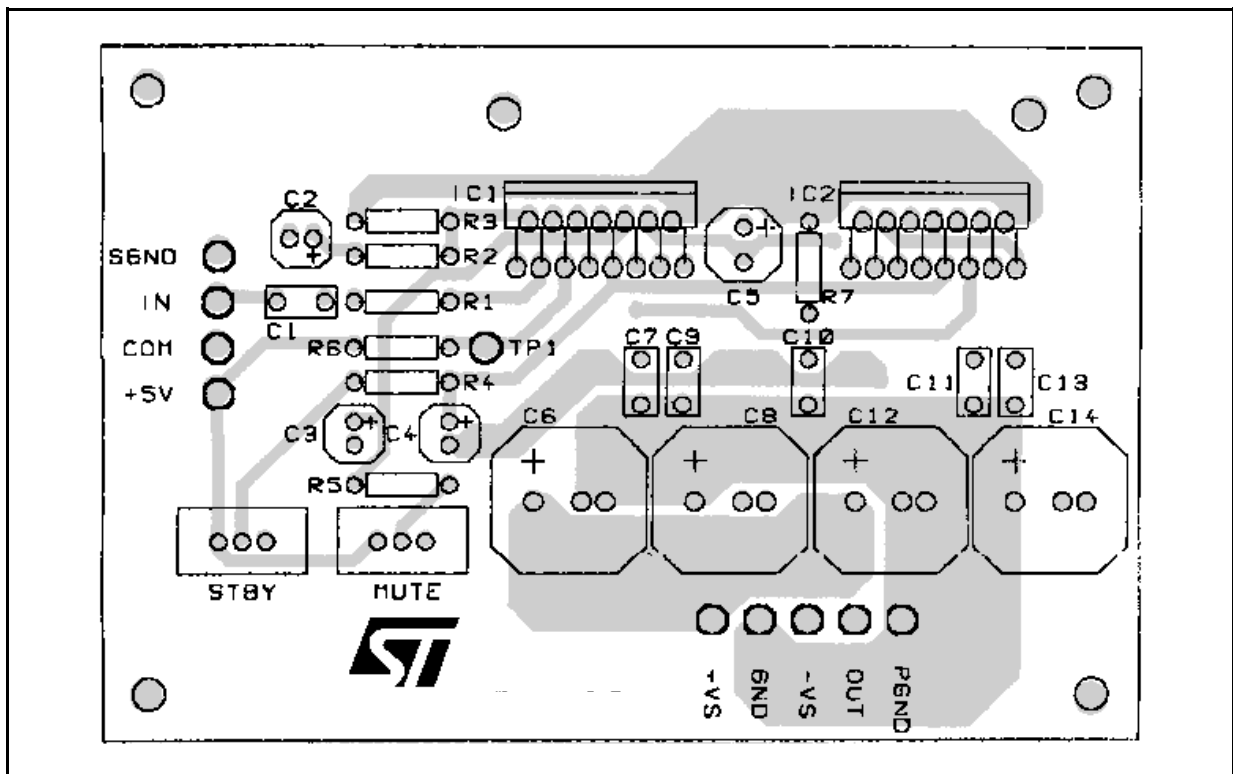 IC1 IC2
C2
R3
SGND R2
C5 R7
IN R1
C1
COM R6 TP1 C7 C9 C10
+5V R4 C11 C13
C3 + C4 + C6 C8 C12 C14
+ + + +
R5
STBY MUTE
ST
+VS GND -VS OUT PGND